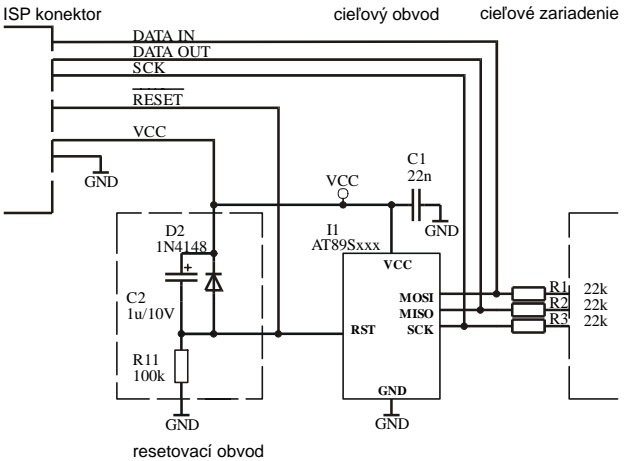 ISP konektor
cieľový obvod
cieľové zariadenie
DATA IN
DATA OUT
SCK
RESET
VCC
GND
C1
22n
VCC
GND
D2
1N4148
I1
AT89Sxxx
VCC
+
C2
1u/10V
MOSI
MISO
SCK
RST
R1
22k
R2
22k
R3
22k
R11
100k
GND
GND
GND
resetovací obvod